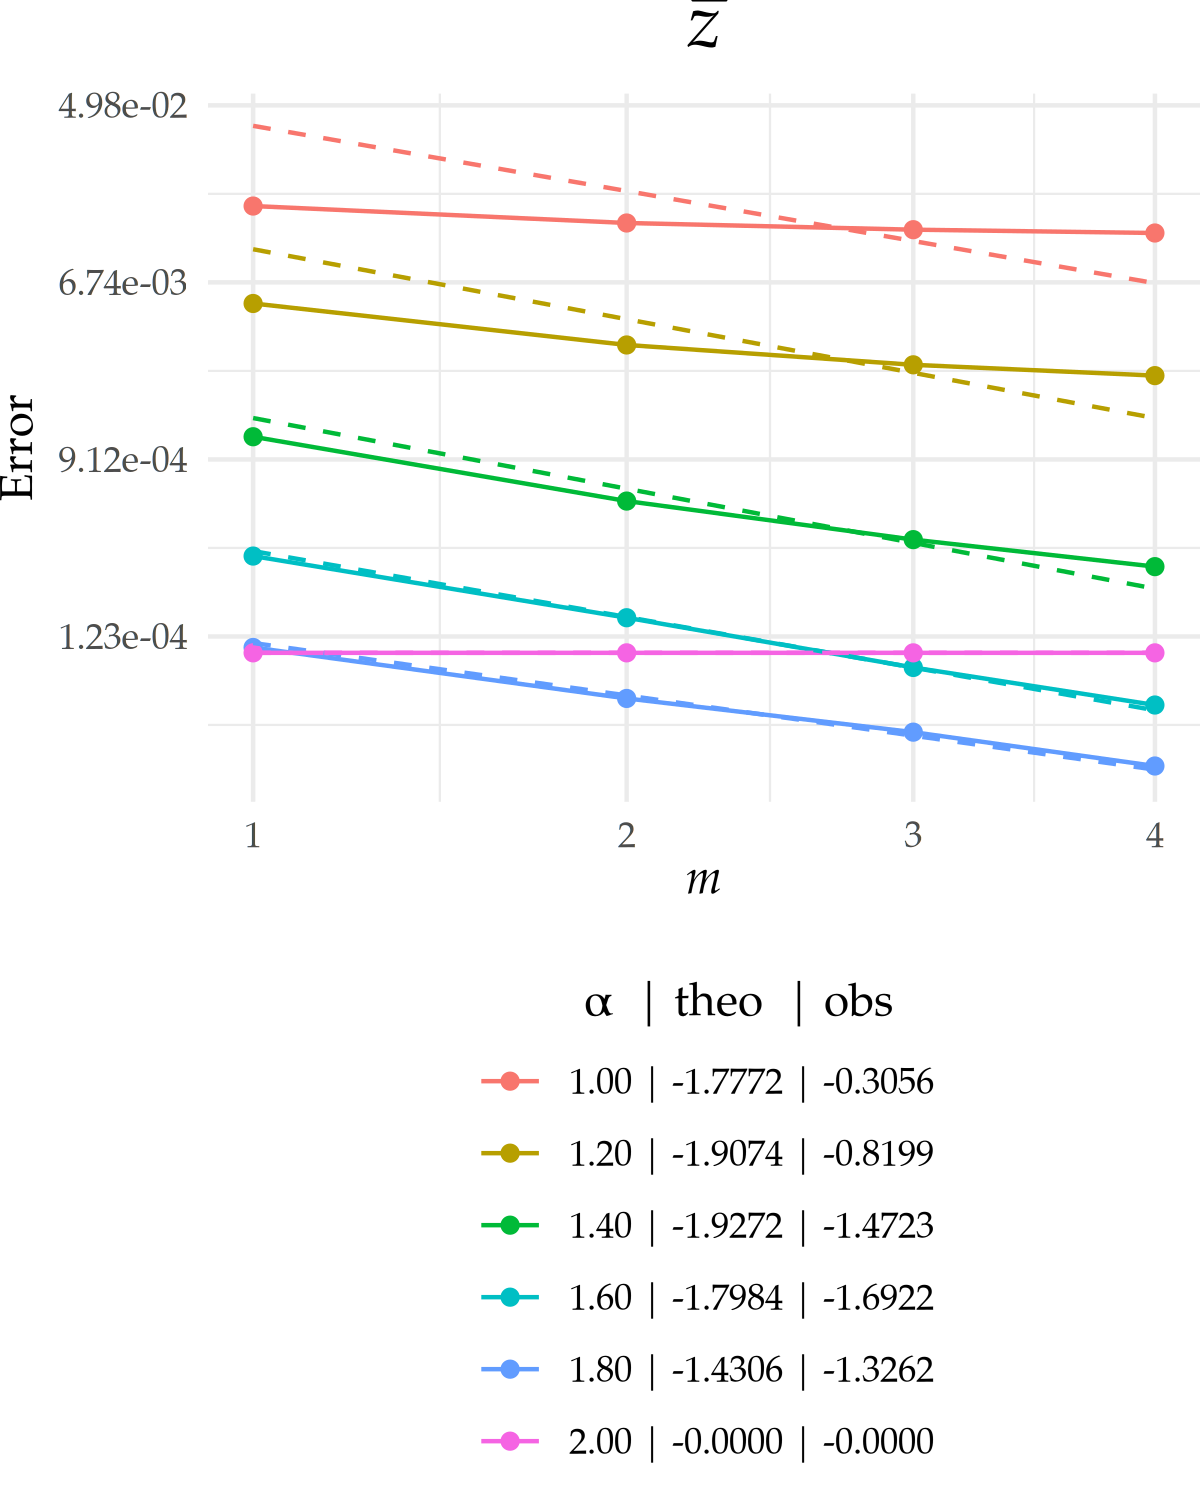 z̅
4.98e-02
6.74e-03
9.12e-04
1.23e-04
Error
1 2 3 4
m
α | theo | obs
1.00 | -1.7772 | -0.3056
1.20 | -1.9074 | -0.8199
1.40 | -1.9272 | -1.4723
1.60 | -1.7984 | -1.6922
1.80 | -1.4306 | -1.3262
2.00 | -0.0000 | -0.0000